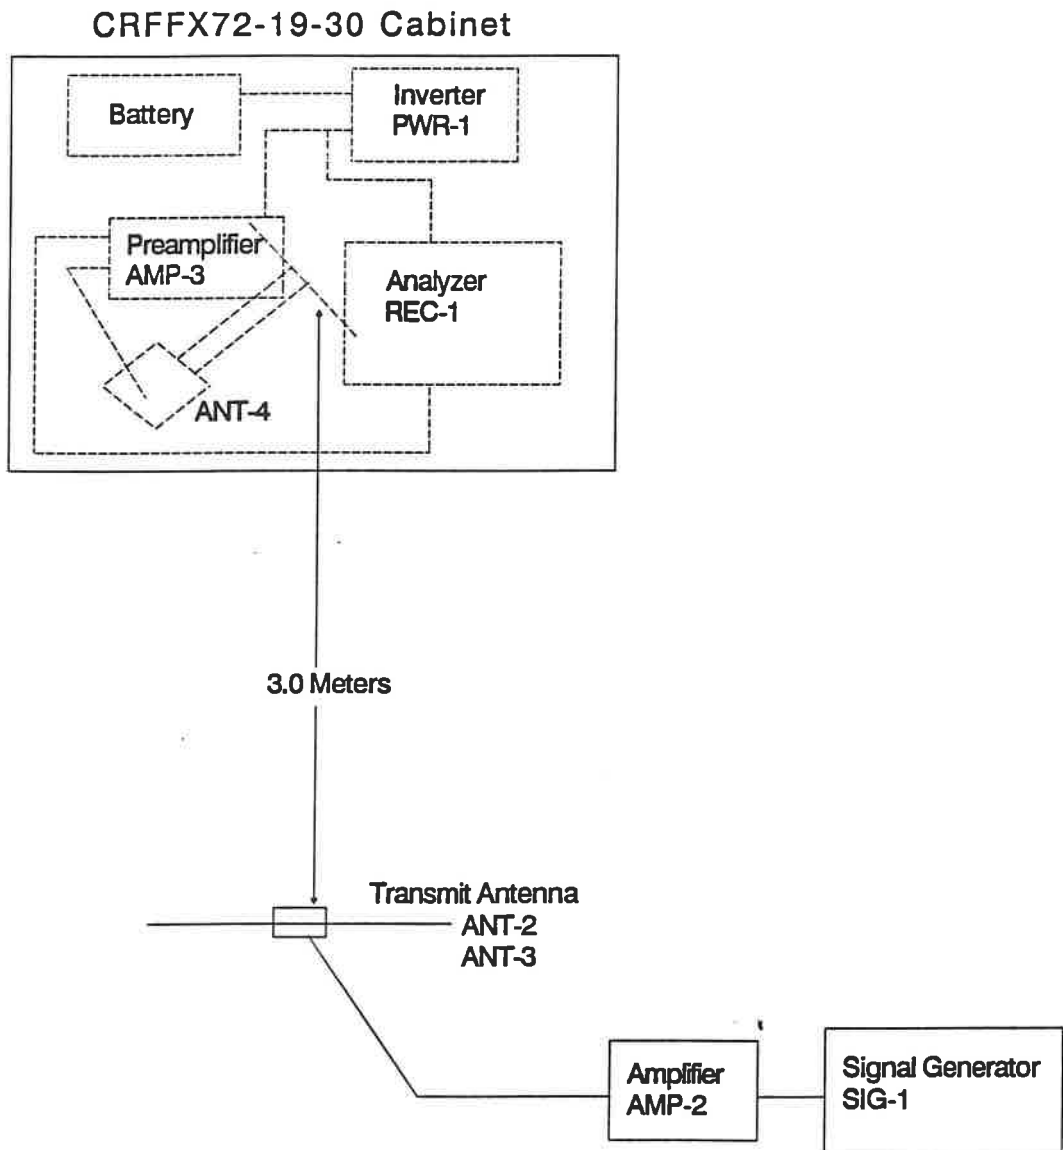 CRFFX72-19-30 Cabinet
Battery
Inverter
PWR-1
Preamplifier
AMP-3
Analyzer
REC-1
ANT-4
3.0 Meters
Transmit Antenna
ANT-2
ANT-3
Amplifier
AMP-2
Signal Generator
SIG-1